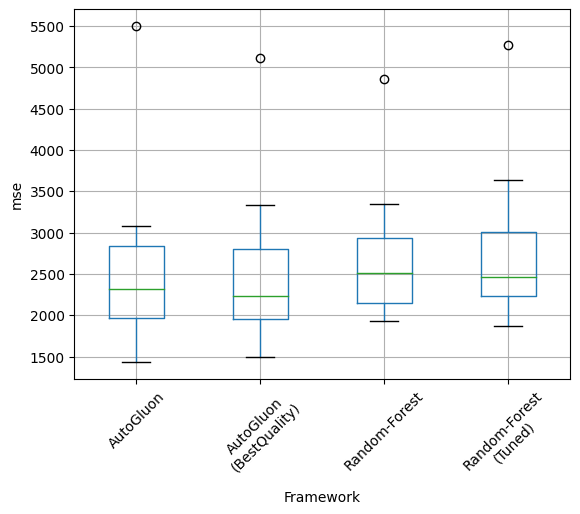 5500
5000
4500
4000
3500
3000
2500
2000
1500
mse
AutoGluon
AutoGluon
(BestQuality)
Random-Forest
Random-Forest
(Tuned)
Framework